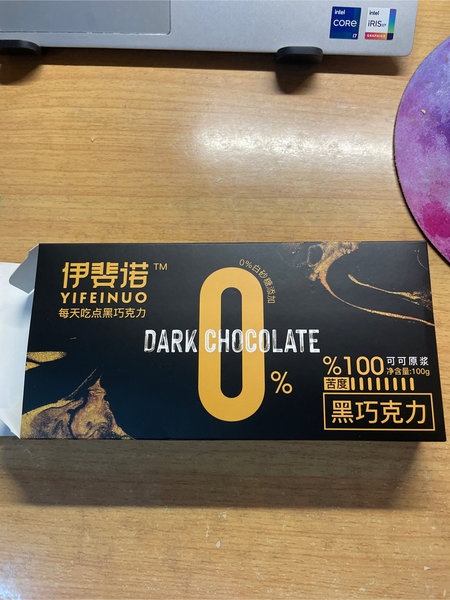 intel
CORE
i7
intel
iRIS xe
GRAPHICS
伊斐诺™
YIFEINUO
每天吃点黑巧克力
0%白砂糖添加
DARK CHOCOLATE
0%
%100 可可原浆
净含量:100g
苦度
黑巧克力